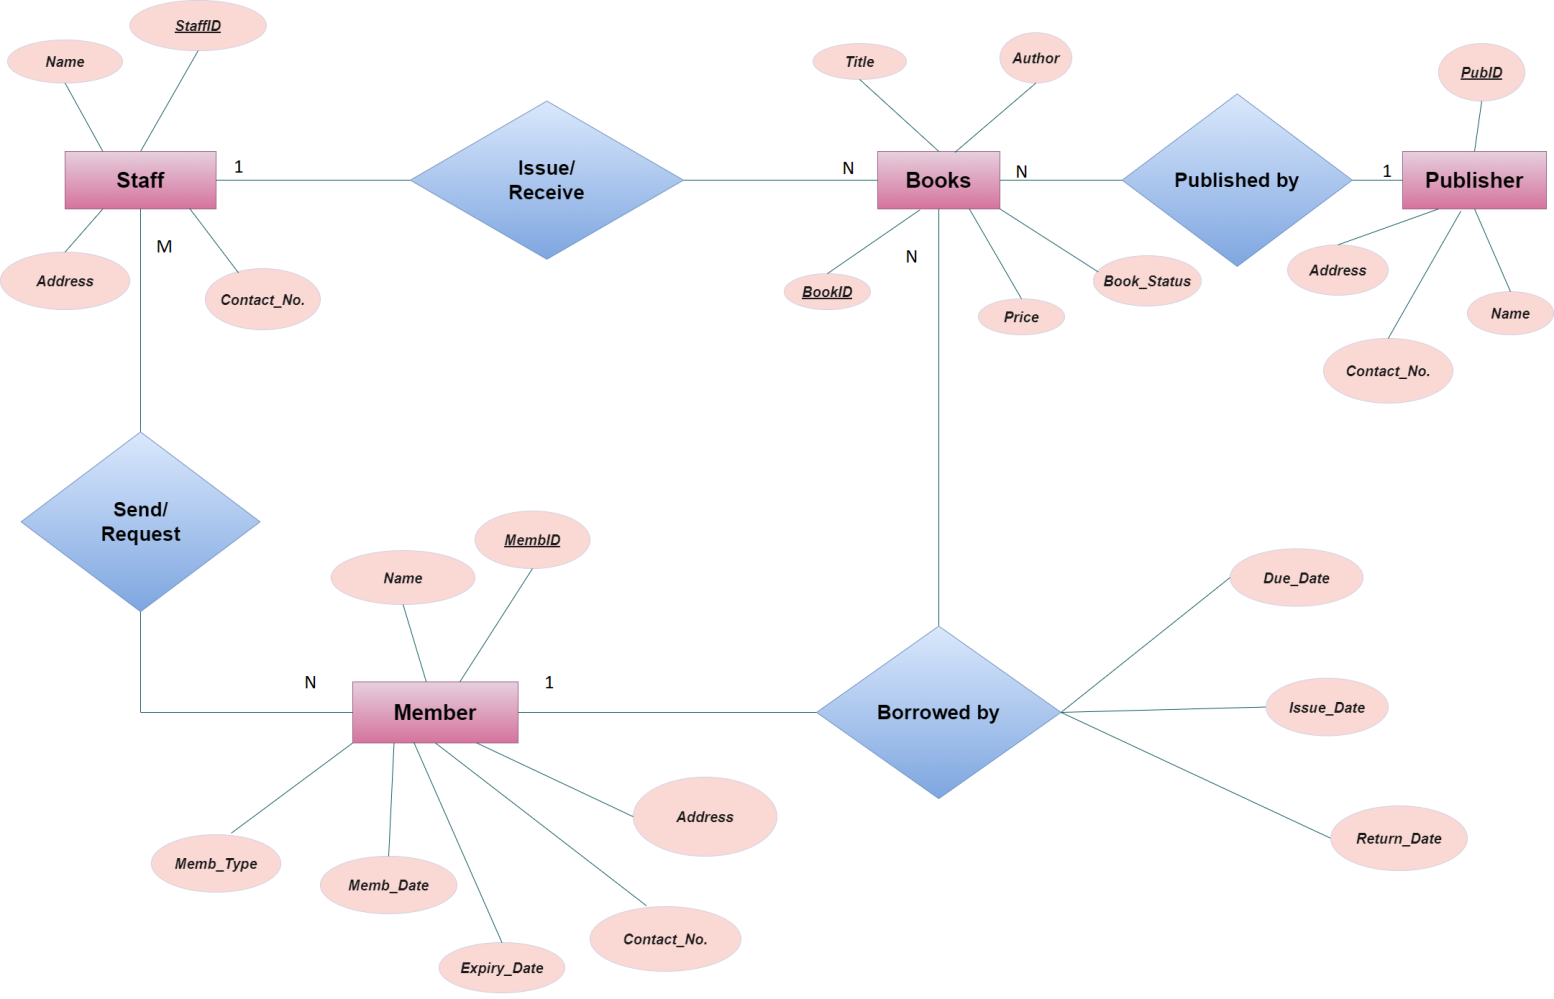 StaffID
Name
Title
Author
PubID
1
Issue/
Receive
N
N
1
Staff
Books
Published by
Publisher
M
N
Address
Contact_No.
BookID
Price
Book_Status
Address
Name
Contact_No.
Send/
Request
MembID
Name
Due_Date
N
1
Member
Borrowed by
Issue_Date
Address
Return_Date
Memb_Type
Memb_Date
Contact_No.
Expiry_Date